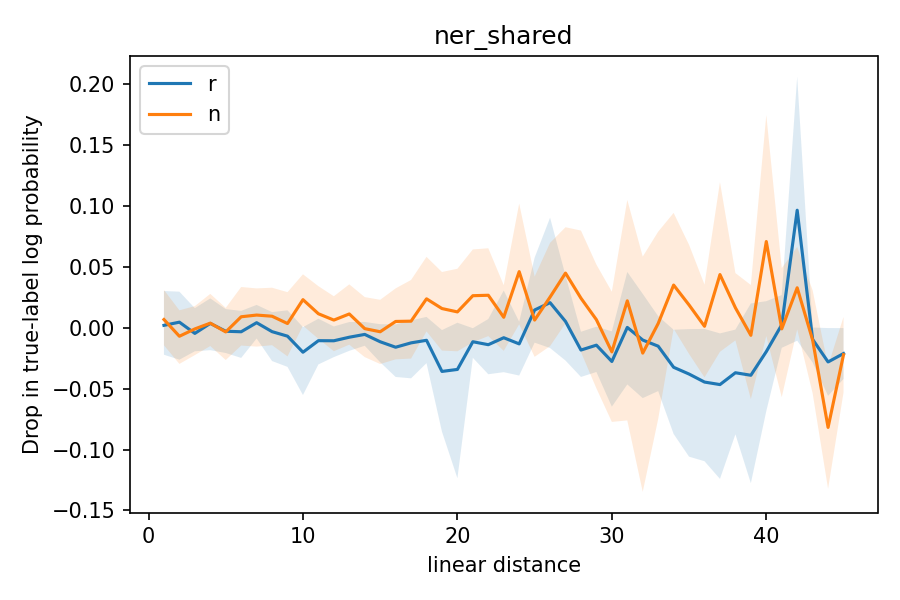 ner_shared
r
n
Drop in true-label log probability
0.20
0.15
0.10
0.05
0.00
−0.05
−0.10
−0.15
0 10 20 30 40
linear distance